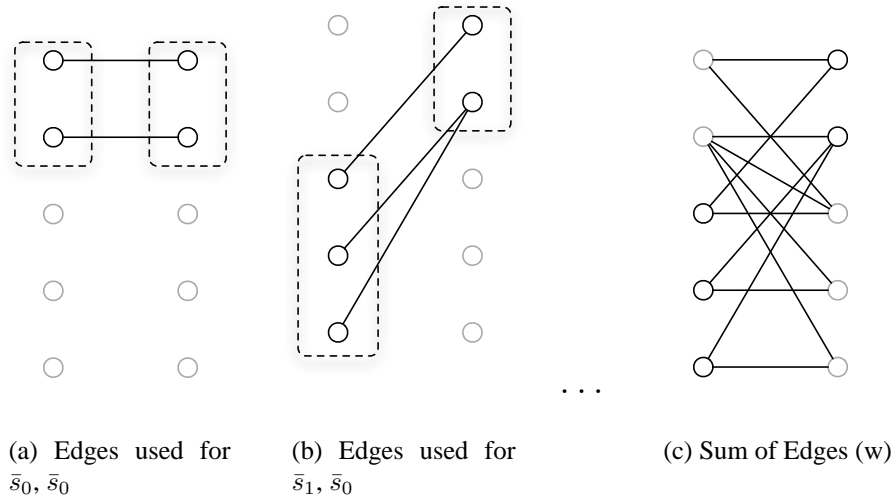 . . .
(a) Edges used for
s̄₀, s̄₀
(b) Edges used for
s̄₁, s̄₀
(c) Sum of Edges (w)